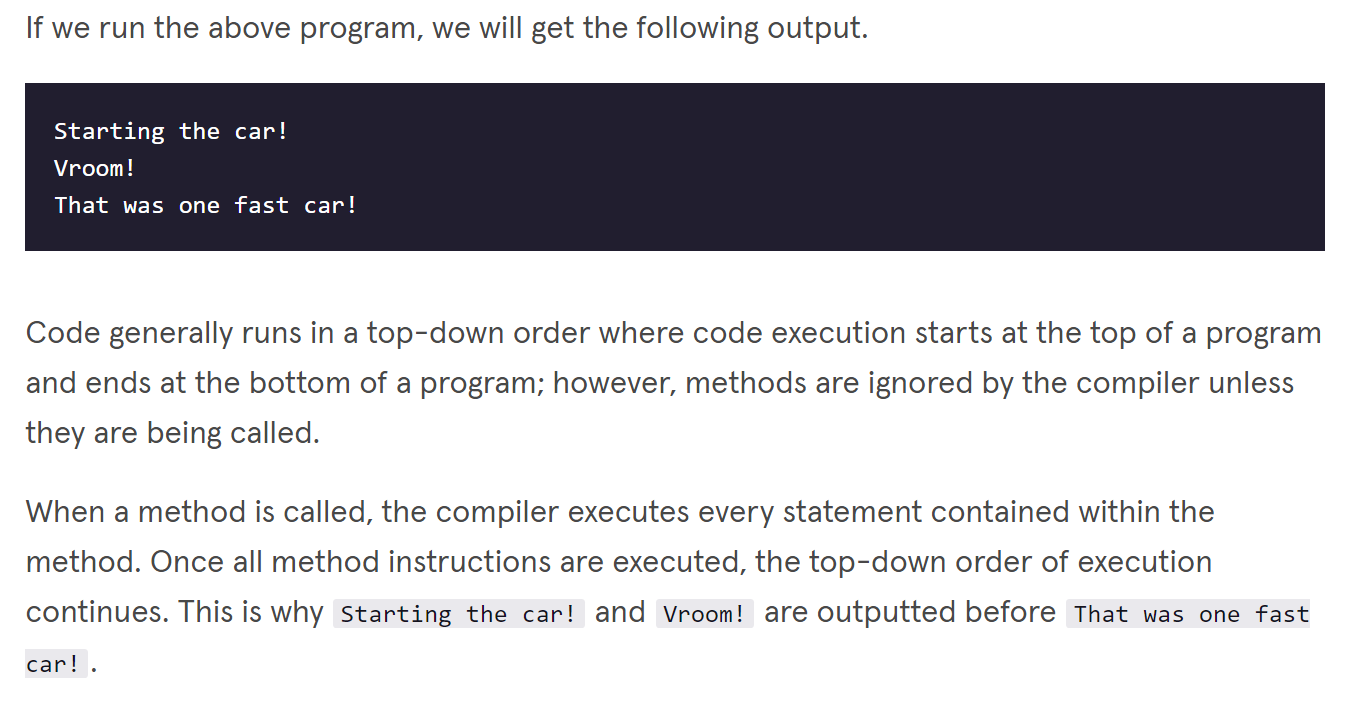 If we run the above program, we will get the following output.
Starting the car!
Vroom!
That was one fast car!
Code generally runs in a top-down order where code execution starts at the top of a program
and ends at the bottom of a program; however, methods are ignored by the compiler unless
they are being called.
When a method is called, the compiler executes every statement contained within the
method. Once all method instructions are executed, the top-down order of execution
continues. This is why Starting the car! and Vroom! are outputted before That was one fast
car! .